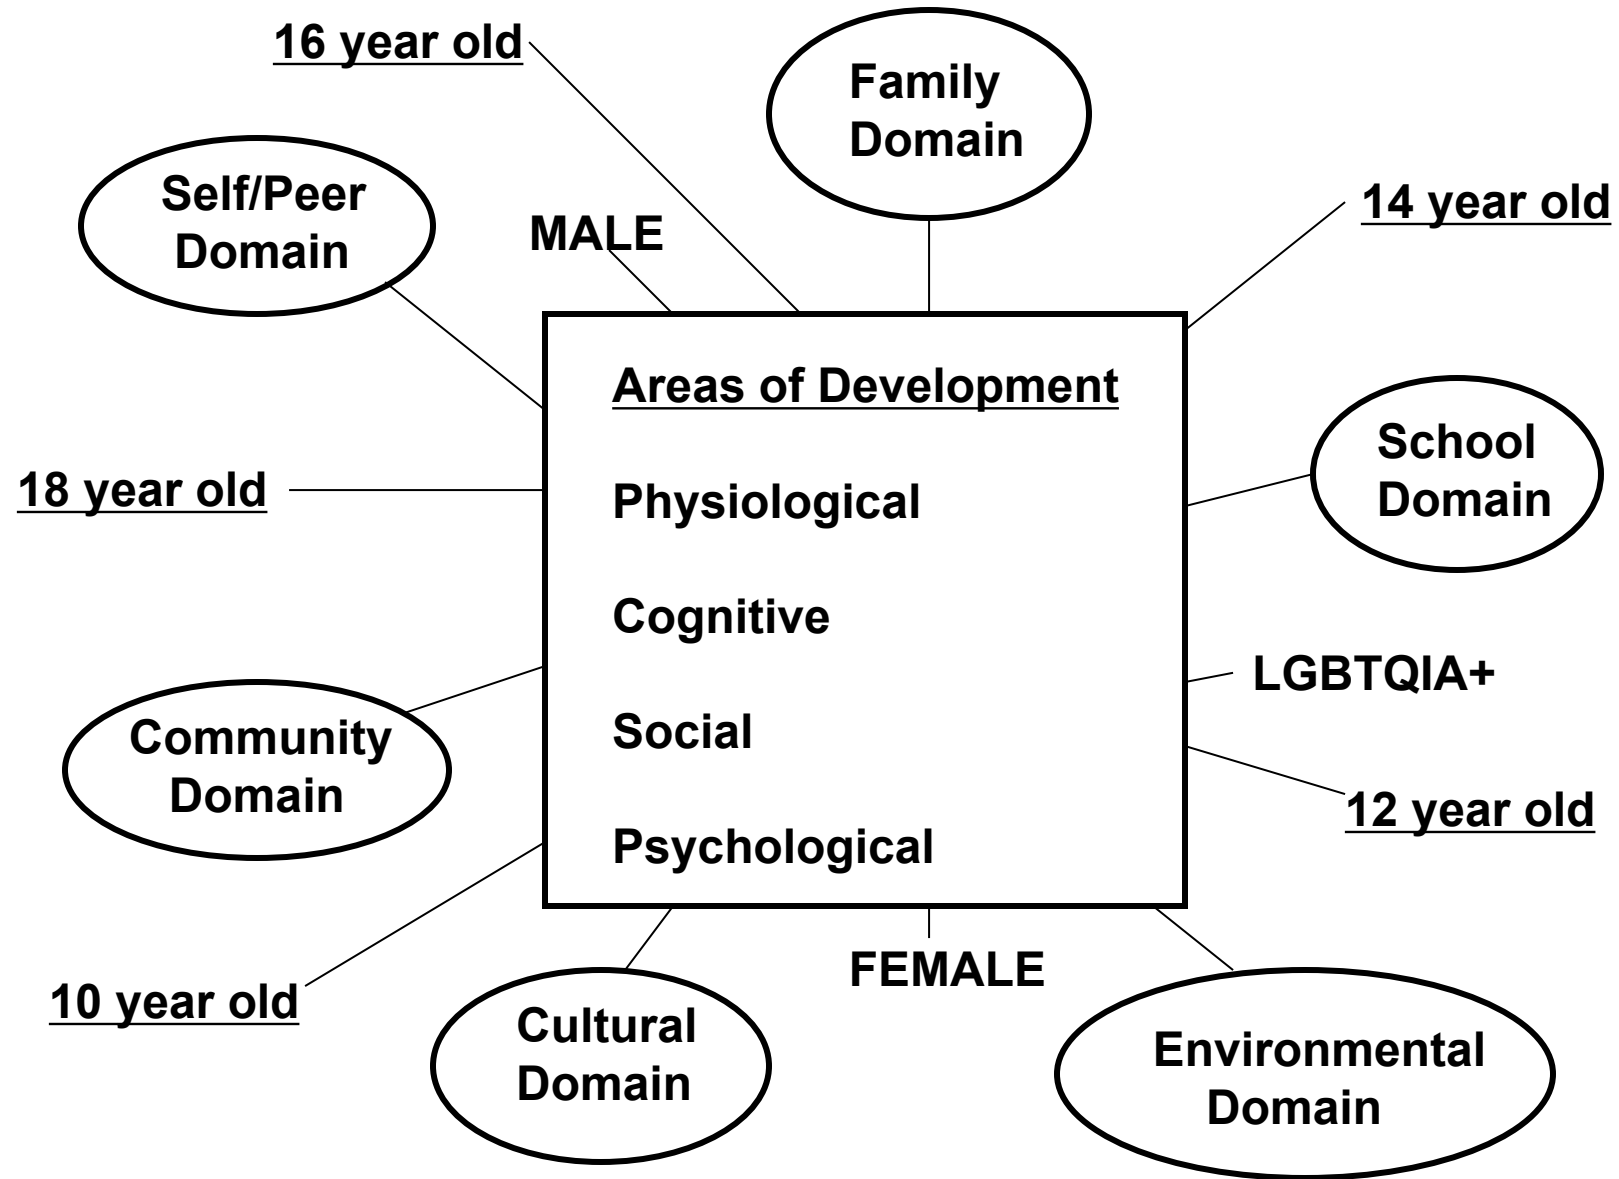 16 year old
Family
Domain
Self/Peer
Domain
MALE
14 year old
Areas of Development
Physiological
Cognitive
Social
Psychological
School
Domain
18 year old
LGBTQIA+
Community
Domain
12 year old
10 year old
FEMALE
Cultural
Domain
Environmental
Domain